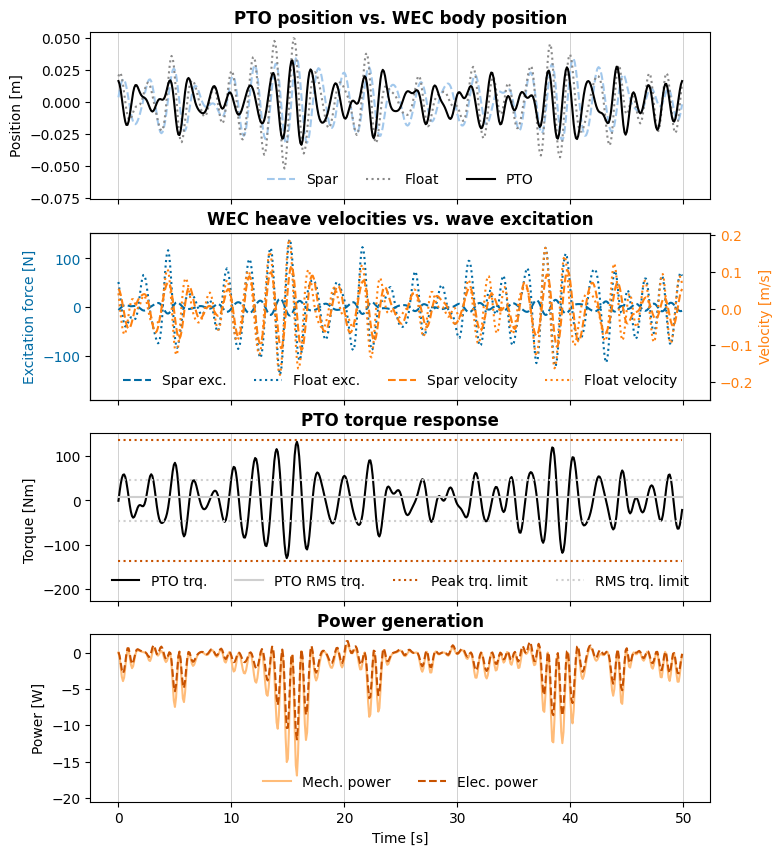 PTO position vs. WEC body position
Position [m]
0.050
0.025
0.000
−0.025
−0.050
−0.075
Spar Float PTO
WEC heave velocities vs. wave excitation
Excitation force [N]
100
0
−100
0.2
0.1
0.0
−0.1
−0.2
Velocity [m/s]
Spar exc. Float exc. Spar velocity Float velocity
PTO torque response
Torque [Nm]
100
0
−100
−200
PTO trq. PTO RMS trq. Peak trq. limit RMS trq. limit
Power generation
Power [W]
0
−5
−10
−15
−20
Mech. power Elec. power
0 10 20 30 40 50
Time [s]